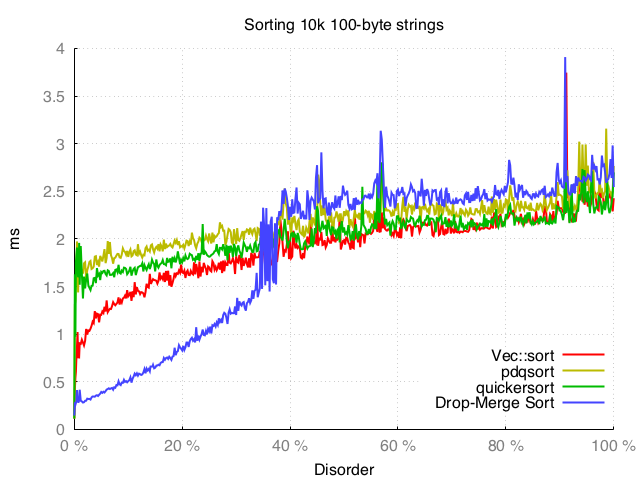 Sorting 10k 100-byte strings
4
3.5
3
2.5
2
1.5
1
0.5
0
ms
Vec::sort
pdqsort
quickersort
Drop-Merge Sort
0 %
20 %
40 %
60 %
80 %
100 %
Disorder